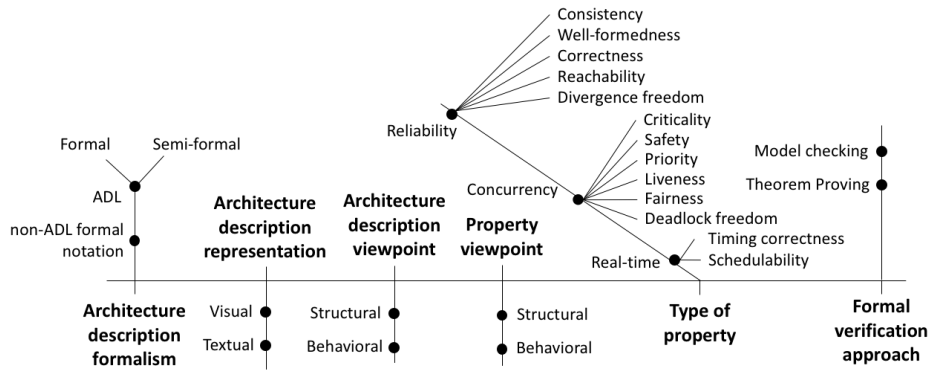 Consistency
Well-formedness
Correctness
Reachability
Divergence freedom
Reliability
Criticality
Safety
Priority
Liveness
Fairness
Deadlock freedom
Concurrency
Timing correctness
Schedulability
Real-time
Formal
Semi-formal
ADL
non-ADL formal
notation
Architecture
description
representation
Architecture
description
viewpoint
Property
viewpoint
Model checking
Theorem Proving
Architecture
description
formalism
Visual
Textual
Structural
Behavioral
Structural
Behavioral
Type of
property
Formal
verification
approach